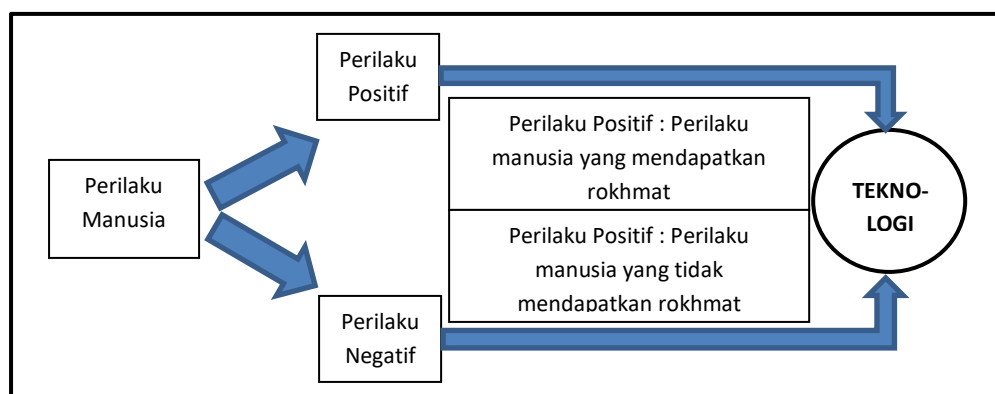 Perilaku
Positif
Perilaku Positif : Perilaku
manusia yang mendapatkan
rokhmat
Perilaku
Manusia
TEKNO-
LOGI
Perilaku Positif : Perilaku
manusia yang tidak
mendapatkan rokhmat
Perilaku
Negatif